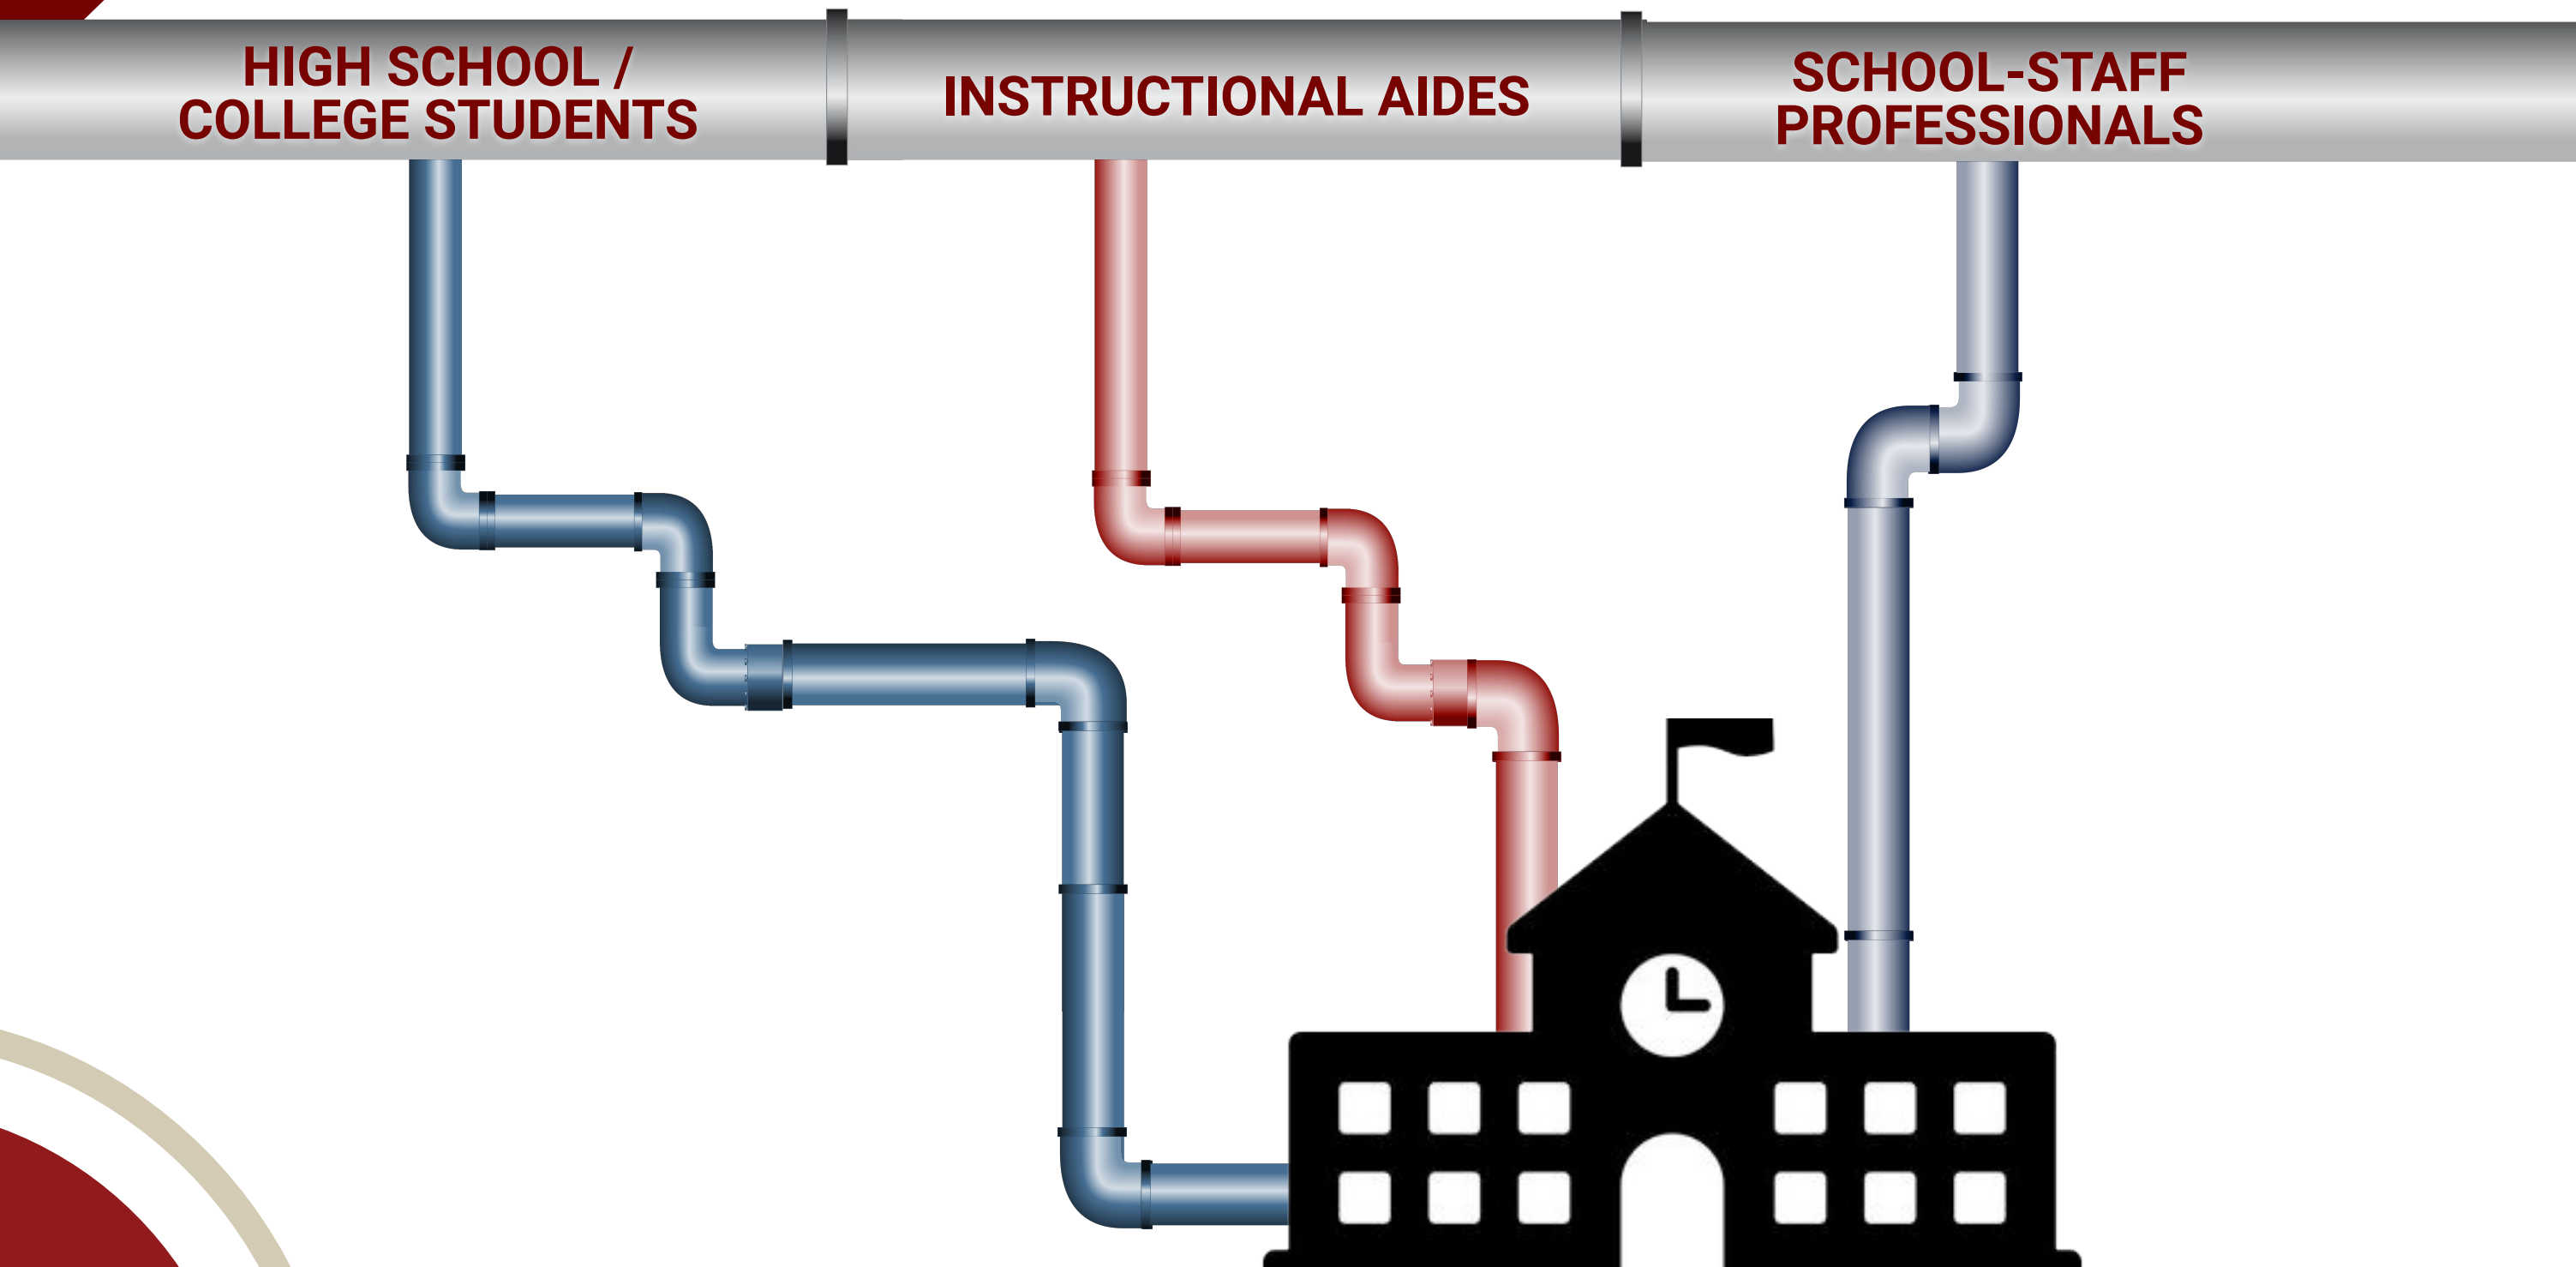 HIGH SCHOOL /
COLLEGE STUDENTS
INSTRUCTIONAL AIDES
SCHOOL-STAFF
PROFESSIONALS